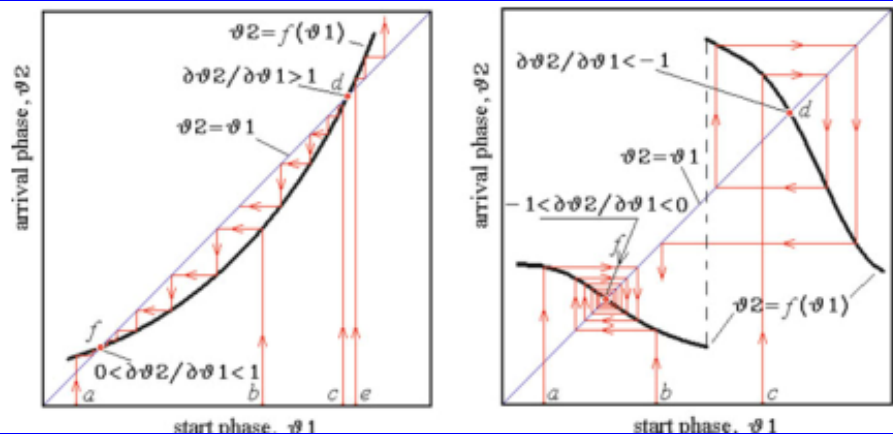 ϑ2=f(ϑ1)
∂ϑ2/∂ϑ1>1
d
ϑ2=ϑ1
arrival phase, ϑ2
f
0<∂ϑ2/∂ϑ1<1
a
b
c
e
start phase, ϑ1
∂ϑ2/∂ϑ1<-1
d
ϑ2=ϑ1
-1<∂ϑ2/∂ϑ1<0
f
arrival phase, ϑ2
ϑ2=f(ϑ1)
a
b
c
start phase, ϑ1